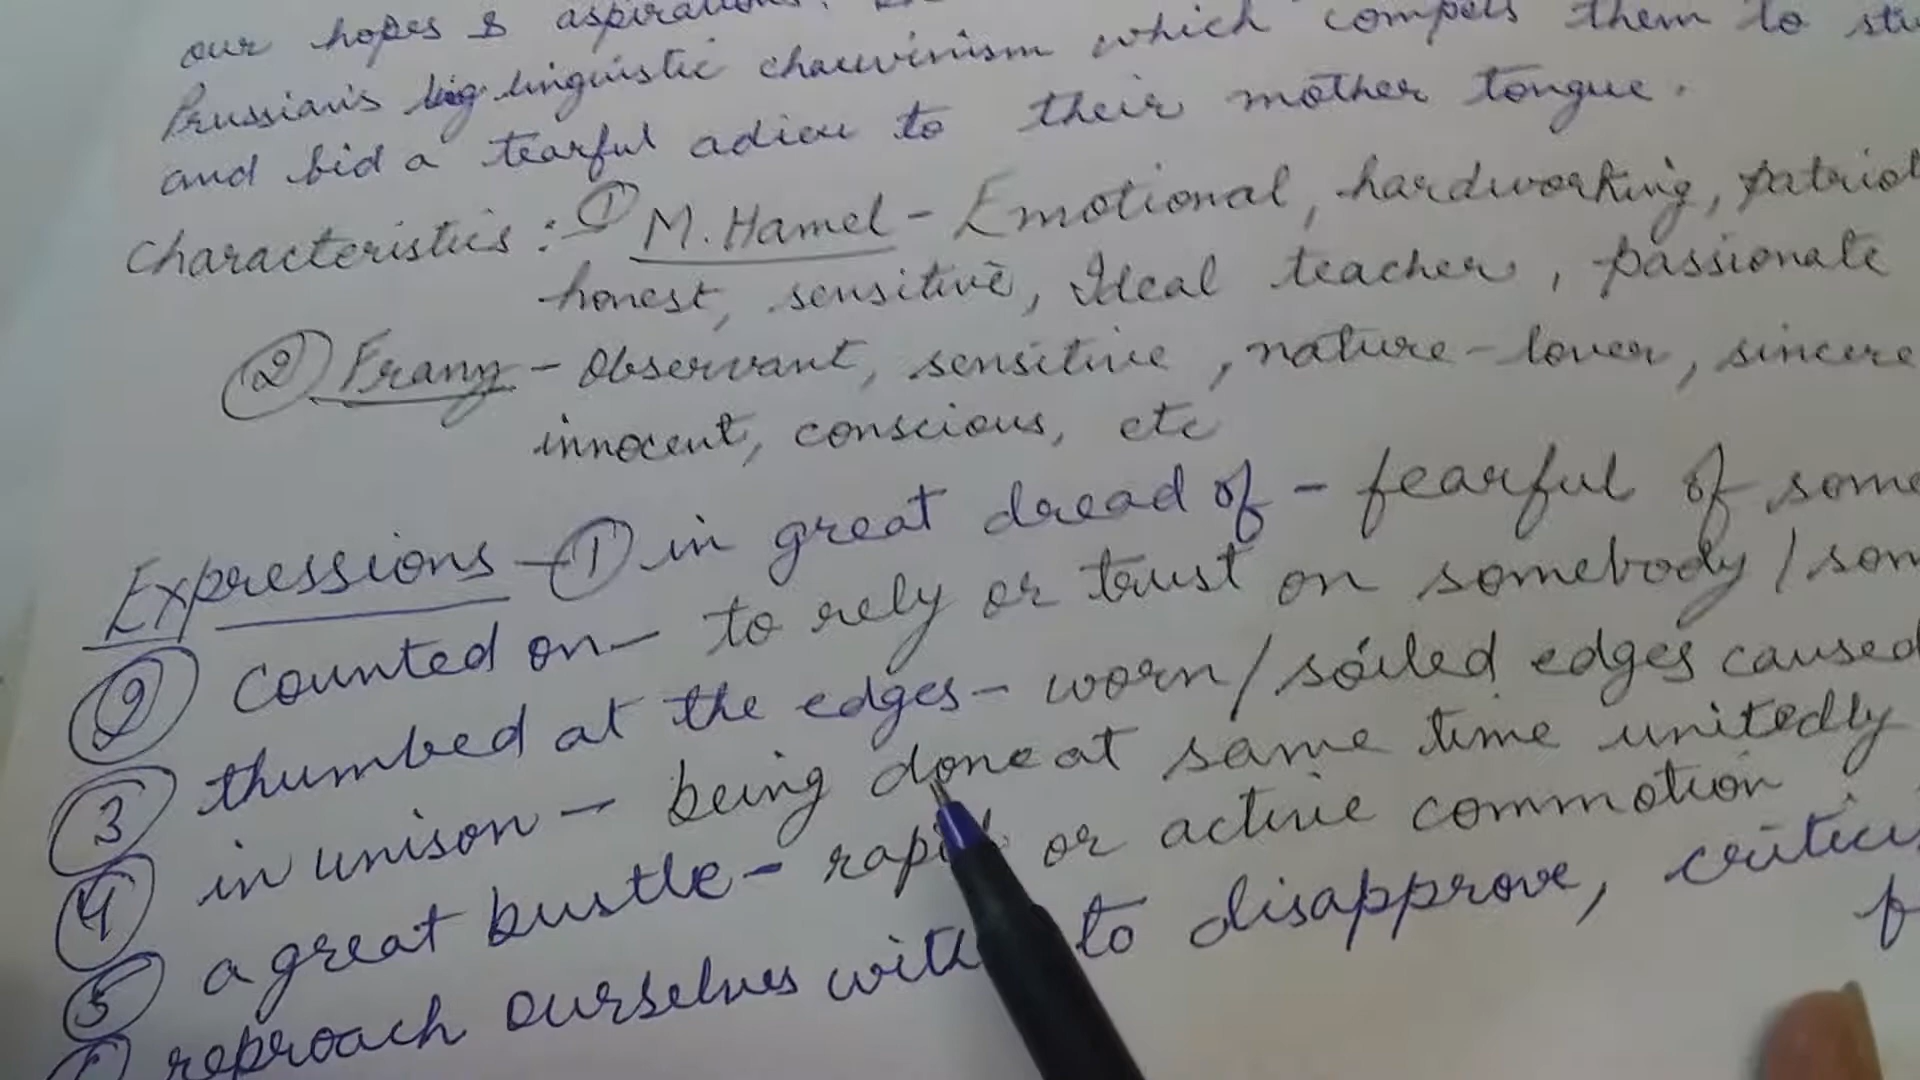 our hopes & aspirations.
Prussian's lig linguistic chauvinism which compels them to
and bid a tearful adieu to their mother tongue.
Characteristics : ① M. Hamel - Emotional, hardworking, patriot
honest, sensitive, Ideal teacher, passionate
② Franz - Observant, sensitive, nature-lover, sincere
innocent, conscious, etc
Expressions - ① in great dread of - fearful of some
② counted on - to rely or trust on somebody / som
③ thumbed at the edges - worn / soiled edges caused
④ in unison - being done at same time unitedly
⑤ a great bustle - rapid or active commotion
reproach ourselves with to disapprove,